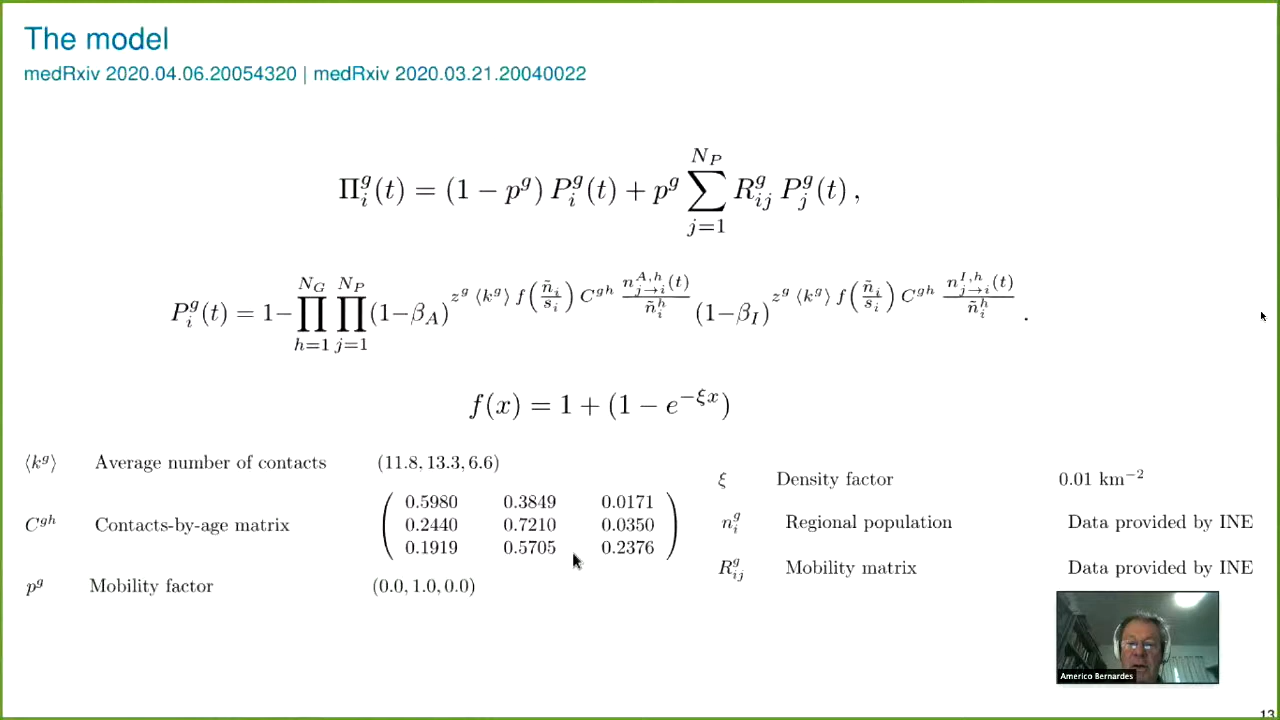 The model
medRxiv 2020.04.06.20054320 | medRxiv 2020.03.21.20040022
Π_i^g(t) = (1 − p^g) P_i^g(t) + p^g ∑_{j=1}^{N_P} R_{ij}^g P_j^g(t) ,
P_i^g(t) = 1− ∏_{h=1}^{N_G} ∏_{j=1}^{N_P} (1−β_A)^{z^g ⟨k^g⟩ f(ñ_i/s_i) C^{gh} n_{j→i}^{A,h}(t)/ñ_i^h} (1−β_I)^{z^g ⟨k^g⟩ f(ñ_i/s_i) C^{gh} n_{j→i}^{I,h}(t)/ñ_i^h} .
f(x) = 1 + (1 − e^{−ξx})
⟨k^g⟩ Average number of contacts (11.8, 13.3, 6.6)
C^{gh} Contacts-by-age matrix
0.5980 0.3849 0.0171
0.2440 0.7210 0.0350
0.1919 0.5705 0.2376
p^g Mobility factor (0.0, 1.0, 0.0)
ξ Density factor 0.01 km^{−2}
n_i^g Regional population Data provided by INE
R_{ij}^g Mobility matrix Data provided by INE
Americo Bernardes
13